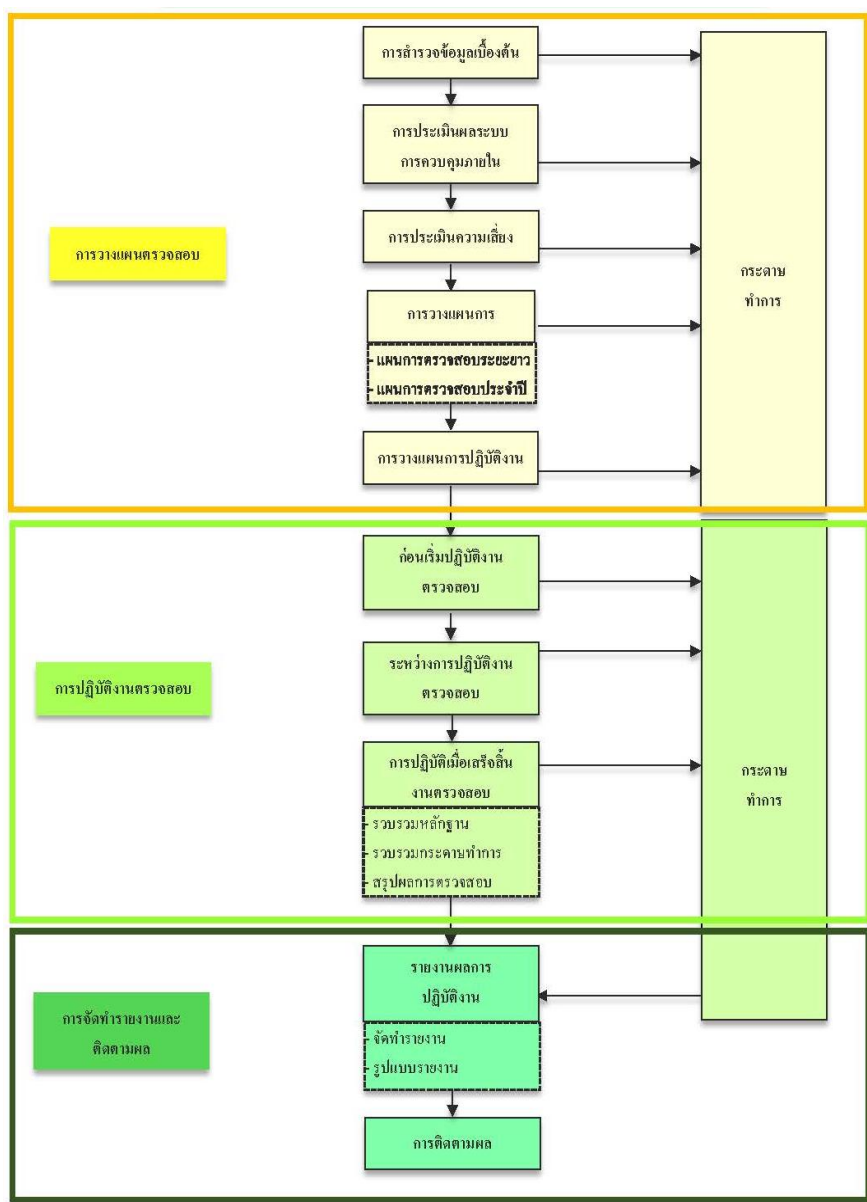 การสำรวจข้อมูลเบื้องต้น
การประเมินผลระบบ
การควบคุมภายใน
การประเมินความเสี่ยง
การวางแผนตรวจสอบ
การวางแผนการ
- แผนการตรวจสอบระยะยาว
- แผนการตรวจสอบประจำปี
การวางแผนการปฏิบัติงาน
กระดาษ
ทำการ
ก่อนเริ่มปฏิบัติงาน
ตรวจสอบ
ระหว่างการปฏิบัติงาน
ตรวจสอบ
การปฏิบัติงานตรวจสอบ
การปฏิบัติเมื่อเสร็จสิ้น
งานตรวจสอบ
- รวบรวมหลักฐาน
- รวบรวมกระดาษทำการ
- สรุปผลการตรวจสอบ
กระดาษ
ทำการ
รายงานผลการ
ปฏิบัติงาน
- จัดทำรายงาน
- รูปแบบรายงาน
การจัดทำรายงานและ
ติดตามผล
การติดตามผล